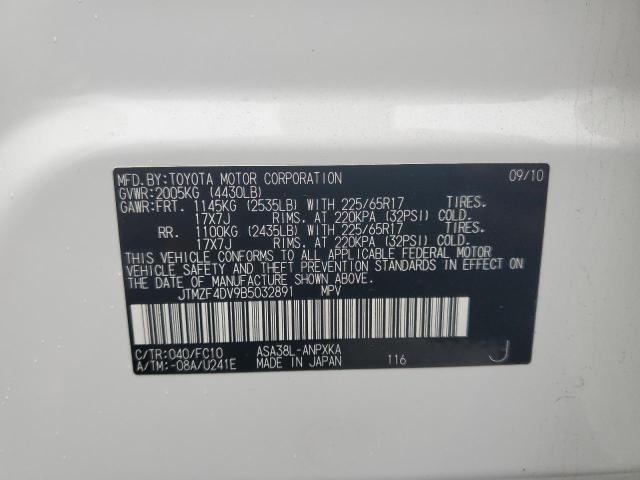 MFD.BY:TOYOTA MOTOR CORPORATION 09/10
GVWR:2005KG (4430LB)
GAWR:FRT. 1145KG (2535LB) WITH 225/65R17 TIRES.
17X7J RIMS. AT 220KPA (32PSI) COLD.
RR. 1100KG (2435LB) WITH 225/65R17 TIRES.
17X7J RIMS. AT 220KPA (32PSI) COLD.
THIS VEHICLE CONFORMS TO ALL APPLICABLE FEDERAL MOTOR
VEHICLE SAFETY AND THEFT PREVENTION STANDARDS IN EFFECT ON
THE DATE OF MANUFACTURE SHOWN ABOVE.
JTMZF4DV9B5032891 MPV
C/TR:040/FC10 ASA38L-ANPXKA
A/TM:-08A/U241E MADE IN JAPAN 116 J